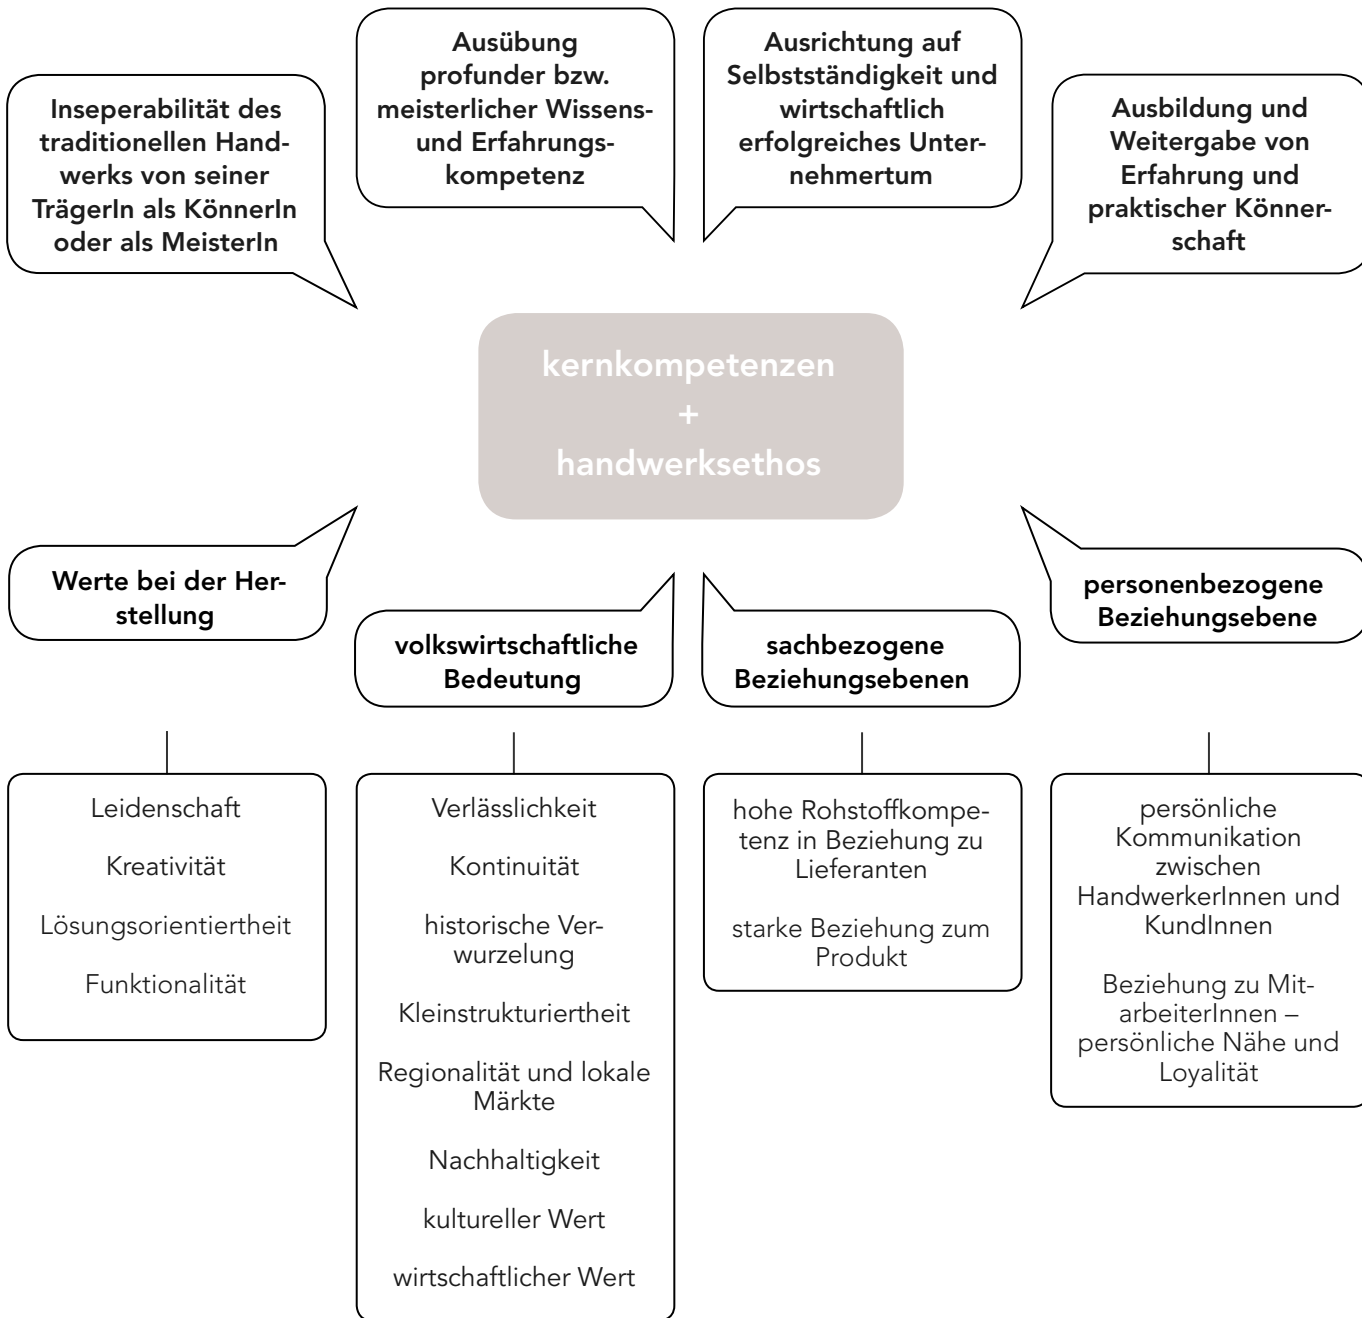 Inseperabilität des
traditionellen Hand-
werks von seiner
TrägerIn als KönnerIn
oder als MeisterIn
Ausübung
profunder bzw.
meisterlicher Wissens-
und Erfahrungs-
kompetenz
Ausrichtung auf
Selbstständigkeit und
wirtschaftlich
erfolgreiches Unter-
nehmertum
Ausbildung und
Weitergabe von
Erfahrung und
praktischer Könner-
schaft
kernkompetenzen
+
handwerksethos
Werte bei der Her-
stellung
volkswirtschaftliche
Bedeutung
sachbezogene
Beziehungsebenen
personenbezogene
Beziehungsebene
Leidenschaft
Kreativität
Lösungsorientiertheit
Funktionalität
Verlässlichkeit
Kontinuität
historische Ver-
wurzelung
Kleinstrukturiertheit
Regionalität und lokale
Märkte
Nachhaltigkeit
kultureller Wert
wirtschaftlicher Wert
hohe Rohstoffkompe-
tenz in Beziehung zu
Lieferanten
starke Beziehung zum
Produkt
persönliche
Kommunikation
zwischen
HandwerkerInnen und
KundInnen
Beziehung zu Mit-
arbeiterInnen –
persönliche Nähe und
Loyalität